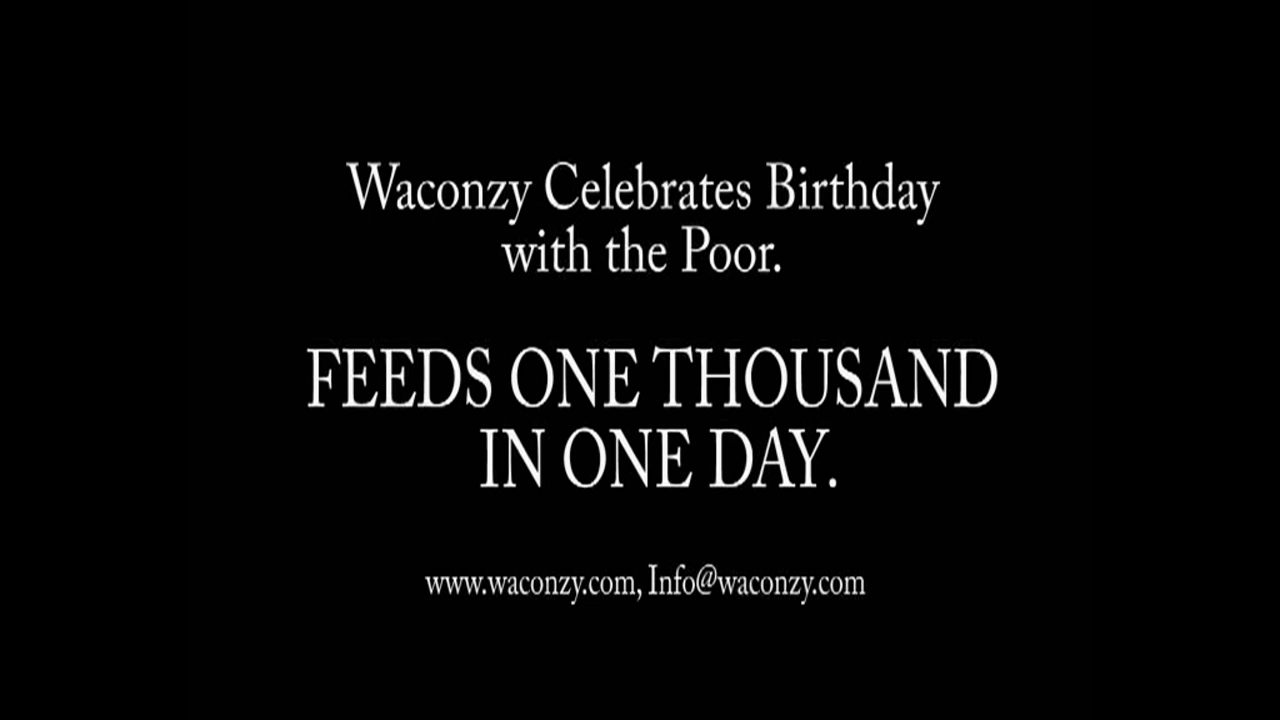 Waconzy Celebrates Birthday
with the Poor.
FEEDS ONE THOUSAND
IN ONE DAY.
www.waconzy.com, Info@waconzy.com